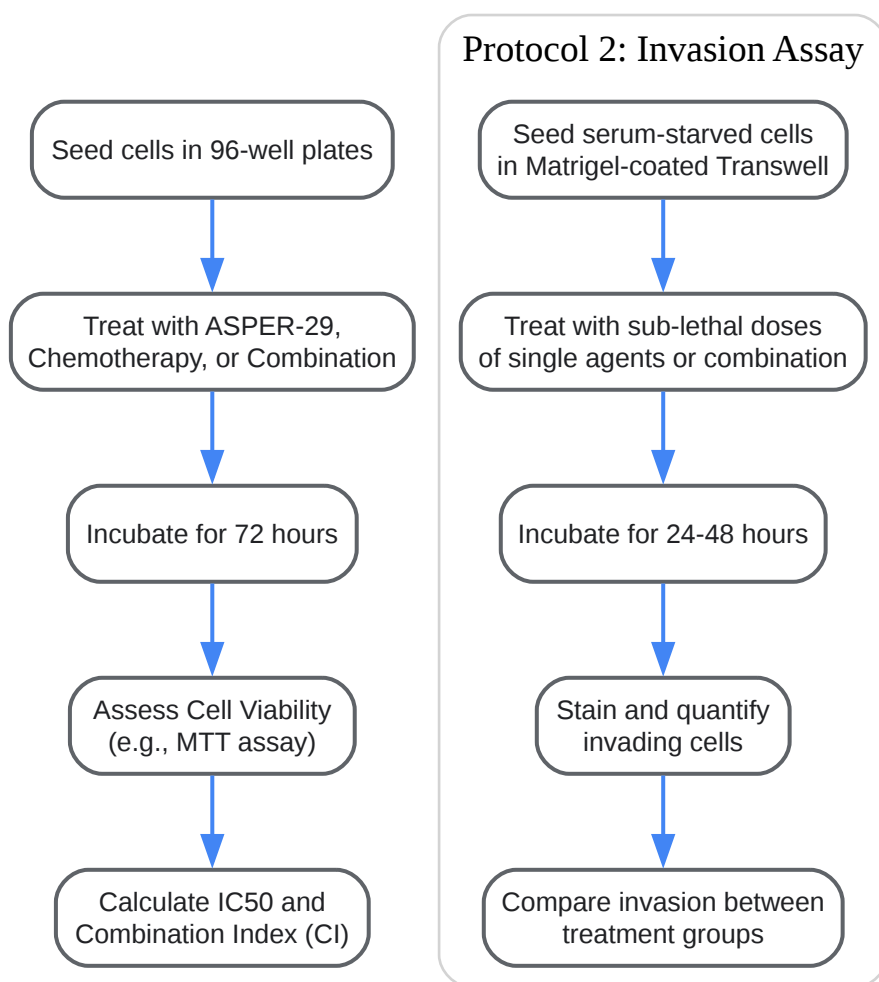 Seed cells in 96-well plates
Treat with ASPER-29,
Chemotherapy, or Combination
Incubate for 72 hours
Assess Cell Viability
(e.g., MTT assay)
Calculate IC50 and
Combination Index (CI)
Protocol 2: Invasion Assay
Seed serum-starved cells
in Matrigel-coated Transwell
Treat with sub-lethal doses
of single agents or combination
Incubate for 24-48 hours
Stain and quantify
invading cells
Compare invasion between
treatment groups